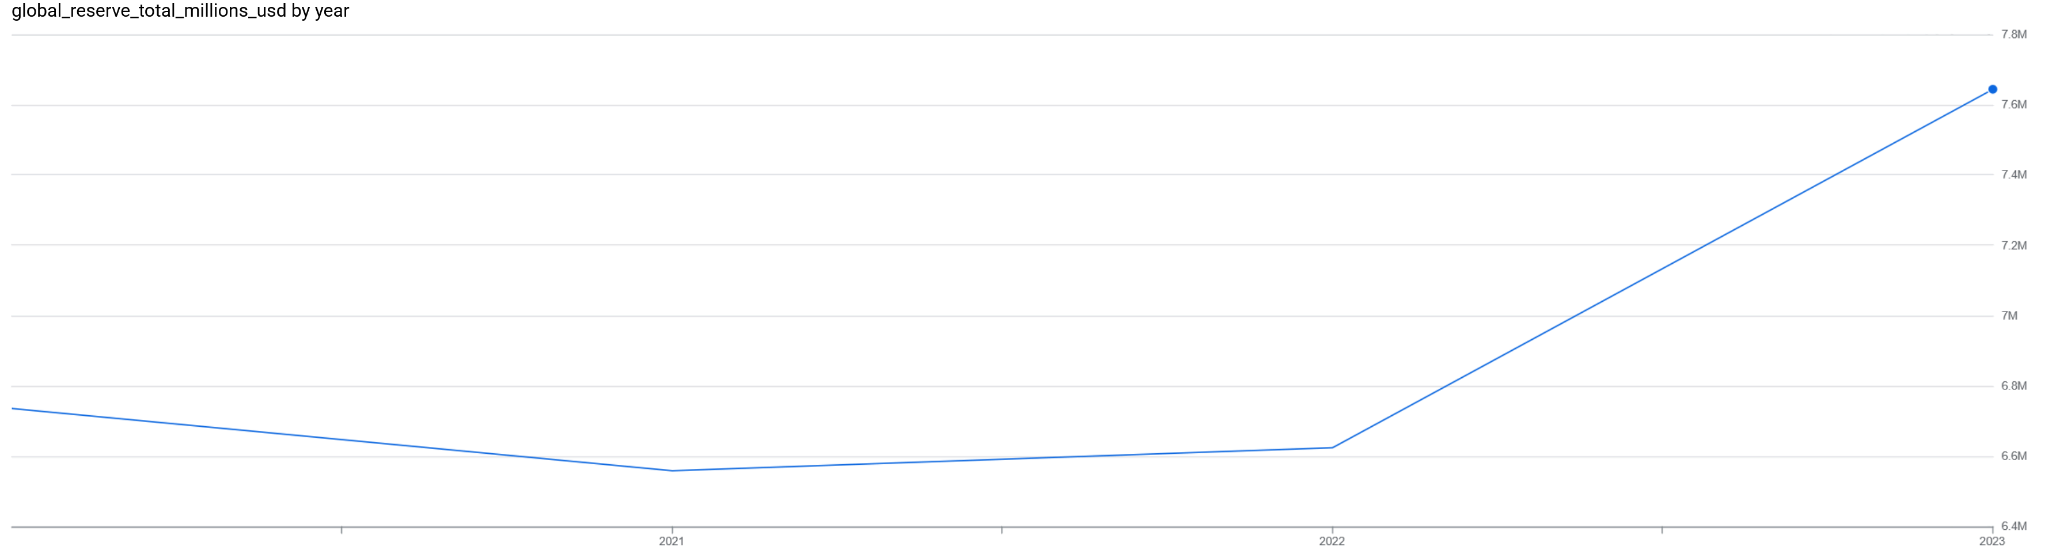 global_reserve_total_millions_usd by year
7.8M
7.6M
7.4M
7.2M
7M
6.8M
6.6M
6.4M
2021
2022
2023